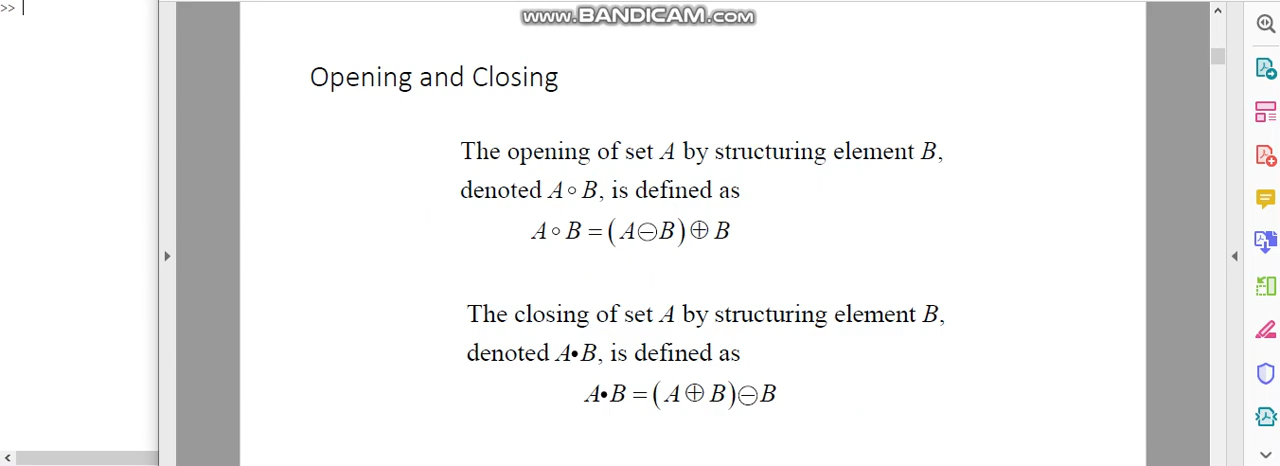 >>
www.BANDICAM.com
Opening and Closing
The opening of set A by structuring element B,
denoted A ∘ B, is defined as
A ∘ B = ( A ⊖ B ) ⊕ B
The closing of set A by structuring element B,
denoted A•B, is defined as
A•B = ( A ⊕ B ) ⊖ B